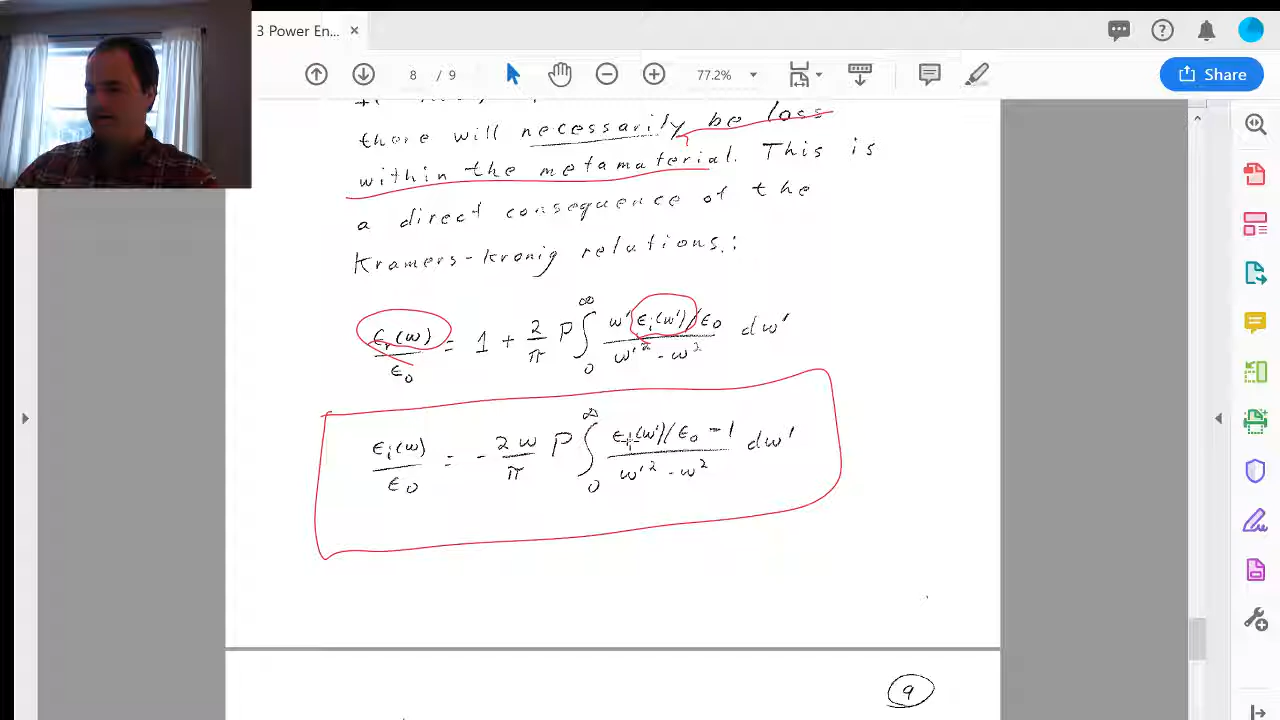 3 Power En...
8 / 9
77.2%
Share
there will necessarity be loss
within the metamaterial. This is
a direct consequence of the
Kramers-Kronig relations.:
ϵr(ω)/ϵ0 = 1 + 2/π P∫0^∞ ω' ϵi(ω')/ϵ0 / ω'² - ω² dω'
ϵi(ω)/ϵ0 = - 2ω/π P∫0^∞ ϵi(ω')/ϵ0 - 1 / ω'² - ω² dω'
9